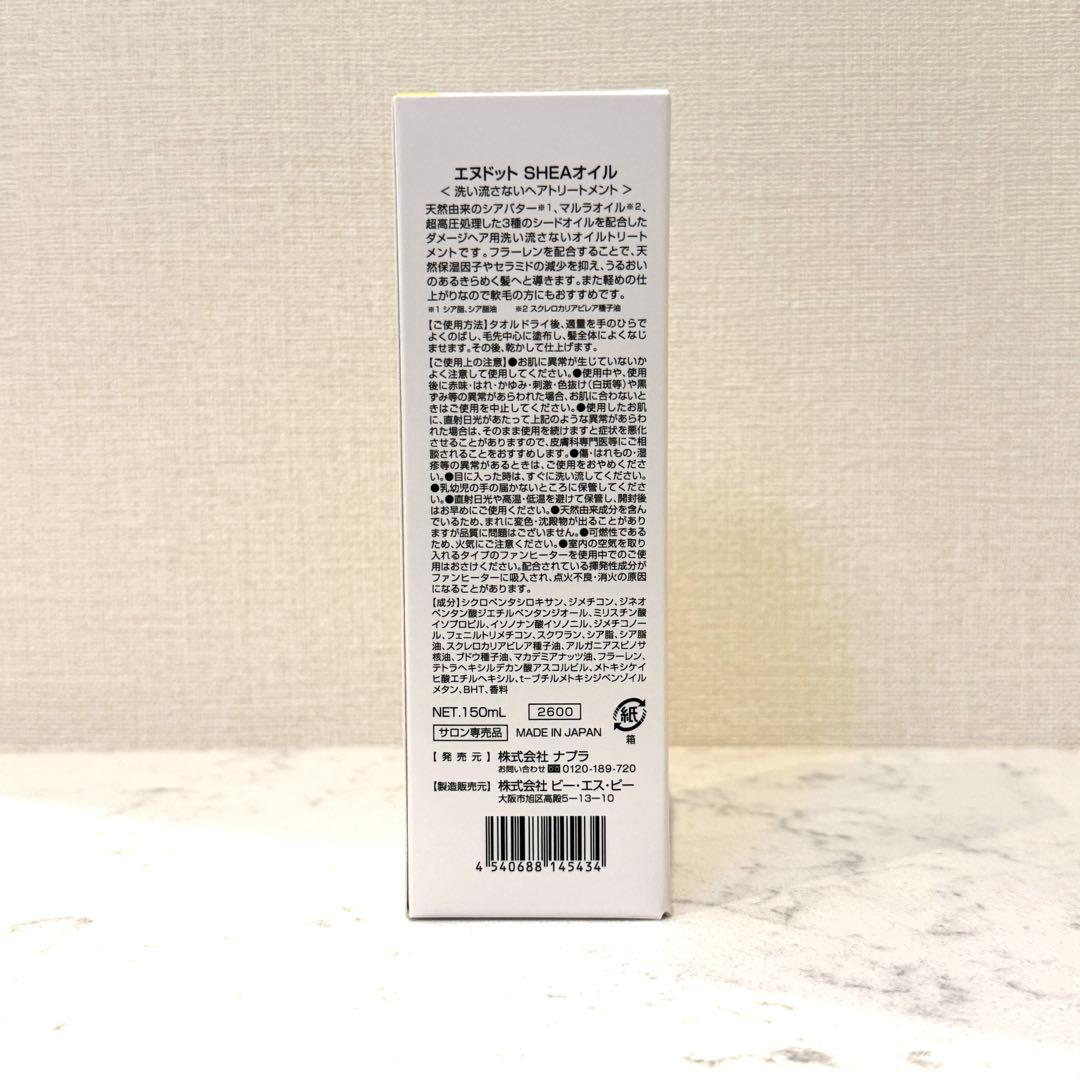 エヌドット SHEAオイル
＜ 洗い流さないヘアトリートメント ＞
天然由来のシアバター※1、マルラオイル※2、
超高圧処理した3種のシードオイルを配合した
ダメージヘア用洗い流さないオイルトリート
メントです。フラーレンを配合することで、天
然保湿因子やセラミドの減少を抑え、うるおい
のあるきらめく髪へと導きます。また軽めの仕
上がりなので軟毛の方にもおすすめです。
※1 シア脂、シア脂油 ※2 スクレロカリアビレア種子油
【ご使用方法】タオルドライ後、適量を手のひらで
よくのばし、毛先中心に塗布し、髪全体によくなじ
ませます。その後、乾かして仕上げます。
【ご使用上の注意】●お肌に異常が生じていないか
よく注意して使用してください。●使用中や、使用
後に赤味・はれ・かゆみ・刺激・色抜け（白斑等）や黒
ずみ等の異常があらわれた場合、お肌に合わないと
きはご使用を中止してください。●使用したお肌
に、直射日光があたって上記のような異常があらわ
れた場合は、そのまま使用を続けますと症状を悪化
させることがありますので、皮膚科専門医等にご相
談されることをおすすめします。●傷・はれもの・湿
疹等の異常があるときは、ご使用をおやめくださ
い。●目に入った時は、すぐに洗い流してください。
●乳幼児の手の届かないところに保管してくださ
い。●直射日光や高温・低温を避けて保管し、開封後
はお早めにご使用ください。●天然由来成分を含ん
でいるため、まれに変色・沈殿物が出ることがあり
ますが品質に問題はございません。●可燃性である
ため、火気にご注意ください。●室内の空気を取り
入れるタイプのファンヒーターを使用中でのご使
用はおさけください。配合されている揮発性成分が
ファンヒーターに吸入され、点火不良・消火の原因
になることがあります。
【成分】シクロペンタシロキサン、ジメチコン、ジネオ
ペンタン酸ジエチルペンタンジオール、ミリスチン酸
イソプロピル、イソノナン酸イソノニル、ジメチコノー
ル、フェニルトリメチコン、スクワラン、シア脂、シア脂
油、スクレロカリアビレア種子油、アルガニアスピノサ
核油、ブドウ種子油、マカデミアナッツ油、フラーレン、
テトラヘキシルデカン酸アスコルビル、メトキシケイ
ヒ酸エチルヘキシル、t-ブチルメトキシジベンゾイル
メタン、BHT、香料
NET.150mL 2600
紙
箱
サロン専売品 MADE IN JAPAN
【 発 売 元 】 株式会社 ナプラ
お問い合わせ 0120-189-720
【製造販売元】 株式会社 ビー・エス・ピー
大阪市旭区高殿5－13－10
4 540688 145434